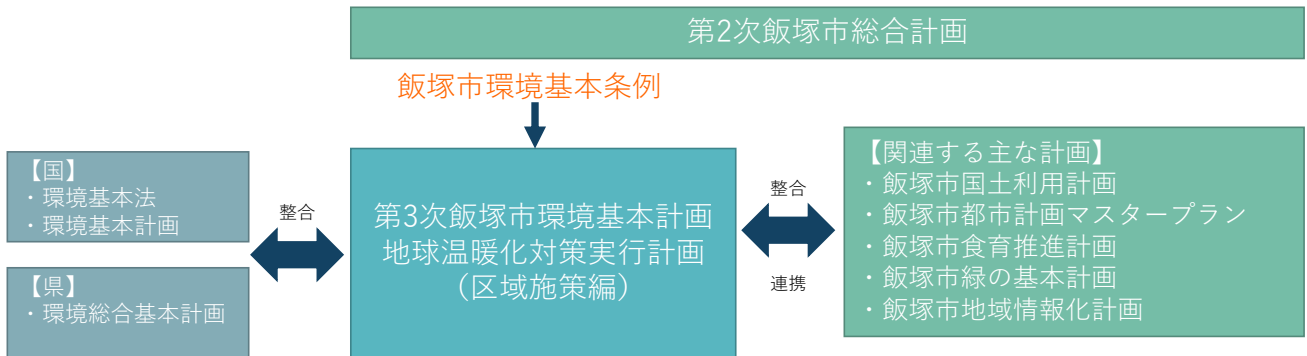 第2次飯塚市総合計画
飯塚市環境基本条例
【国】
・環境基本法
・環境基本計画
【県】
・環境総合基本計画
整合
第3次飯塚市環境基本計画
地球温暖化対策実行計画
（区域施策編）
整合
連携
【関連する主な計画】
・飯塚市国土利用計画
・飯塚市都市計画マスタープラン
・飯塚市食育推進計画
・飯塚市緑の基本計画
・飯塚市地域情報化計画